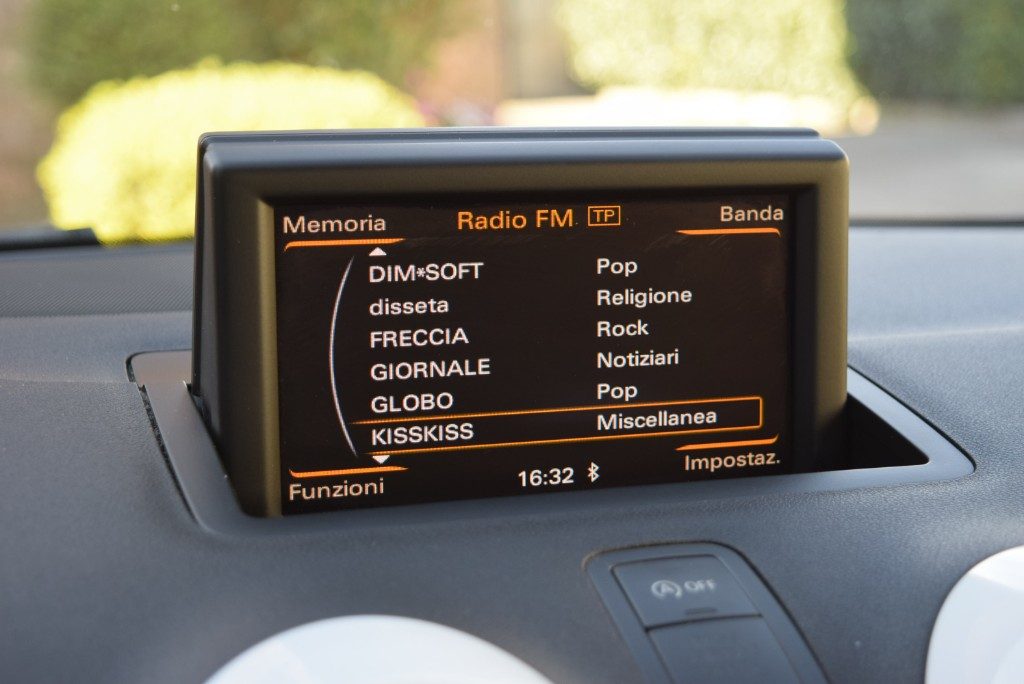 Memoria Radio FM TP Banda
DIM*SOFT Pop
disseta Religione
FRECCIA Rock
GIORNALE Notiziari
GLOBO Pop
KISSKISS Miscellanea
Funzioni 16:32 Impostaz.
A OFF